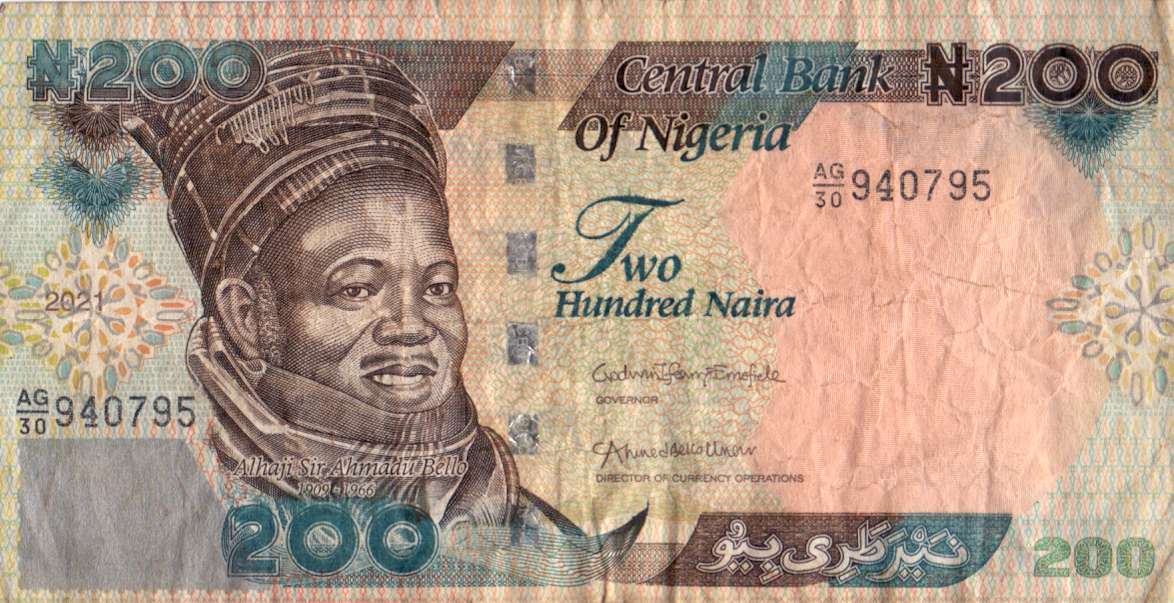 ₦200
Central Bank
Of Nigeria
₦200
AG/30 940795
Two
Hundred Naira
2021
GOVERNOR
AG/30 940795
DIRECTOR OF CURRENCY OPERATIONS
Alhaji Sir Ahmadu Bello
1909-1966
200
نَيْرَ طَرِى بِيُو
200